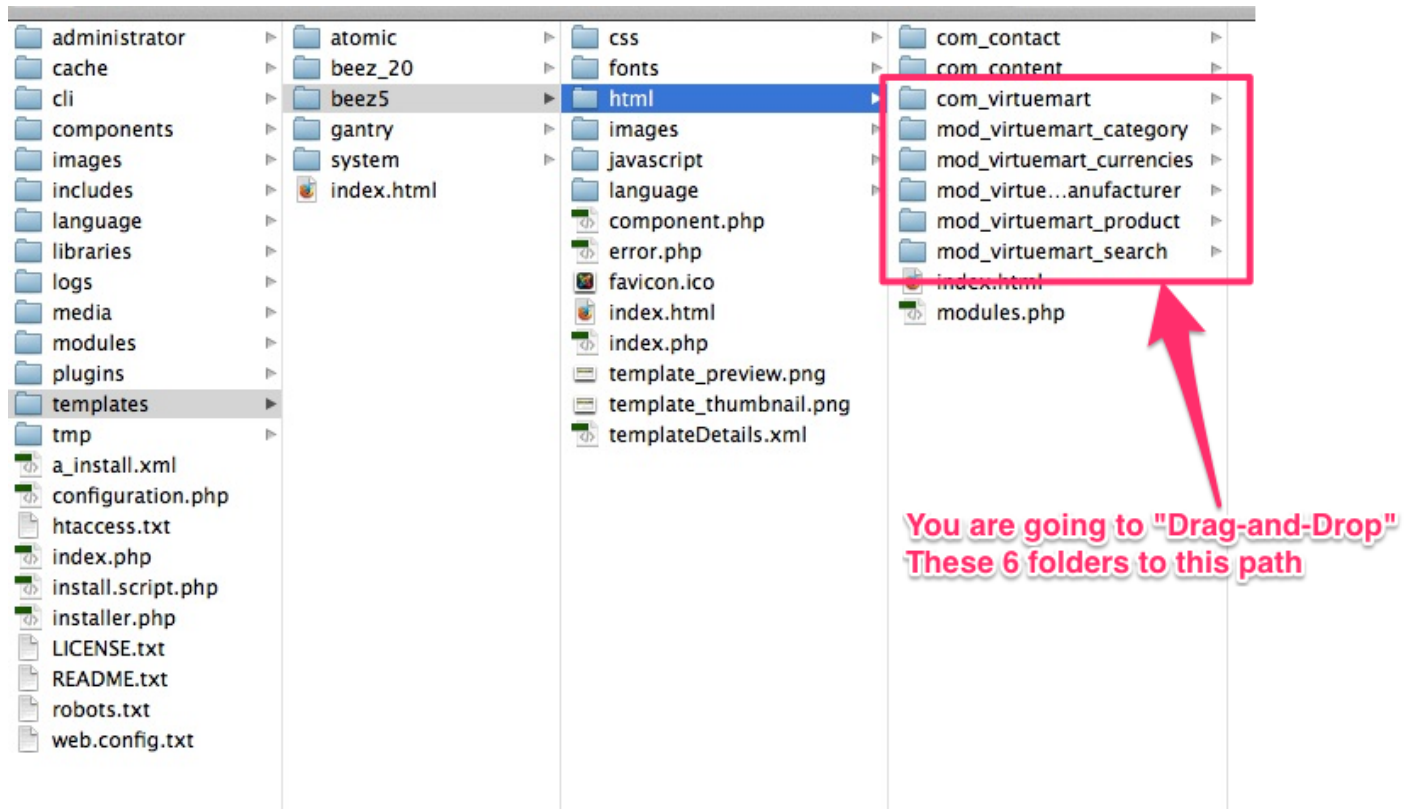 administrator
cache
cli
components
images
includes
language
libraries
logs
media
modules
plugins
templates
tmp
a_install.xml
configuration.php
htaccess.txt
index.php
install.script.php
installer.php
LICENSE.txt
README.txt
robots.txt
web.config.txt
atomic
beez_20
beez5
gantry
system
index.html
css
fonts
html
images
javascript
language
component.php
error.php
favicon.ico
index.html
index.php
template_preview.png
template_thumbnail.png
templateDetails.xml
com_contact
com_content
com_virtuemart
mod_virtuemart_category
mod_virtuemart_currencies
mod_virtue...anufacturer
mod_virtuemart_product
mod_virtuemart_search
index.html
modules.php
You are going to "Drag-and-Drop"
These 6 folders to this path